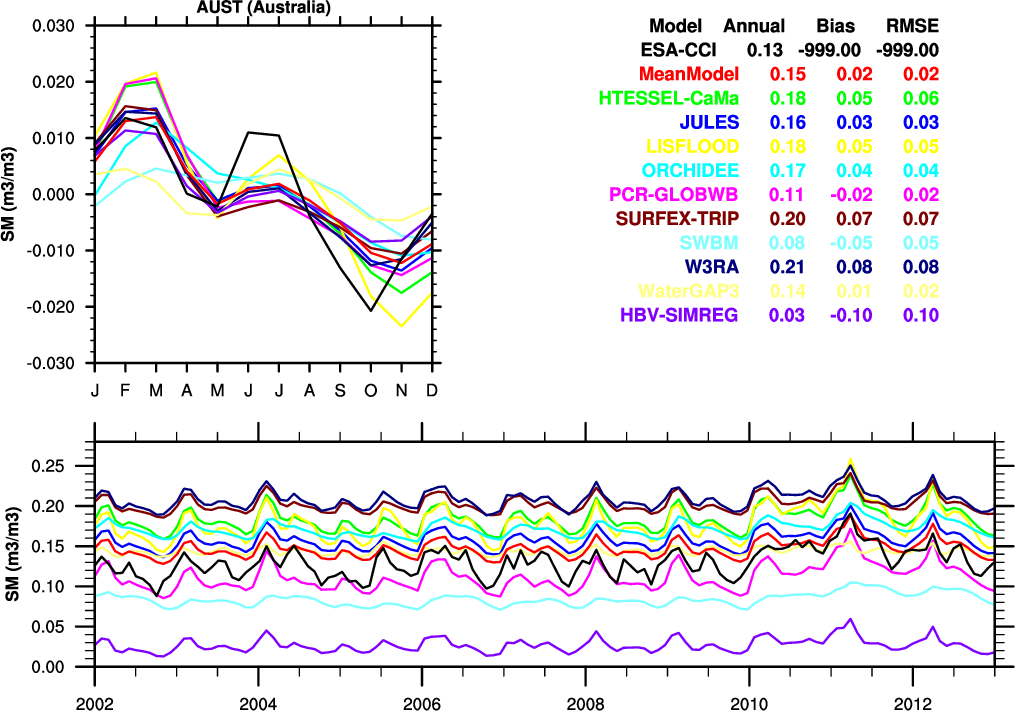 AUST (Australia)
0.030
0.020
0.010
0.000
-0.010
-0.020
-0.030
SM (m3/m3)
J F M A M J J A S O N D
Model Annual Bias RMSE
ESA-CCI 0.13 -999.00 -999.00
MeanModel 0.15 0.02 0.02
HTESSEL-CaMa 0.18 0.05 0.06
JULES 0.16 0.03 0.03
LISFLOOD 0.18 0.05 0.05
ORCHIDEE 0.17 0.04 0.04
PCR-GLOBWB 0.11 -0.02 0.02
SURFEX-TRIP 0.20 0.07 0.07
SWBM 0.08 -0.05 0.05
W3RA 0.21 0.08 0.08
WaterGAP3 0.14 0.01 0.02
HBV-SIMREG 0.03 -0.10 0.10
0.25
0.20
0.15
0.10
0.05
0.00
SM (m3/m3)
2002 2004 2006 2008 2010 2012